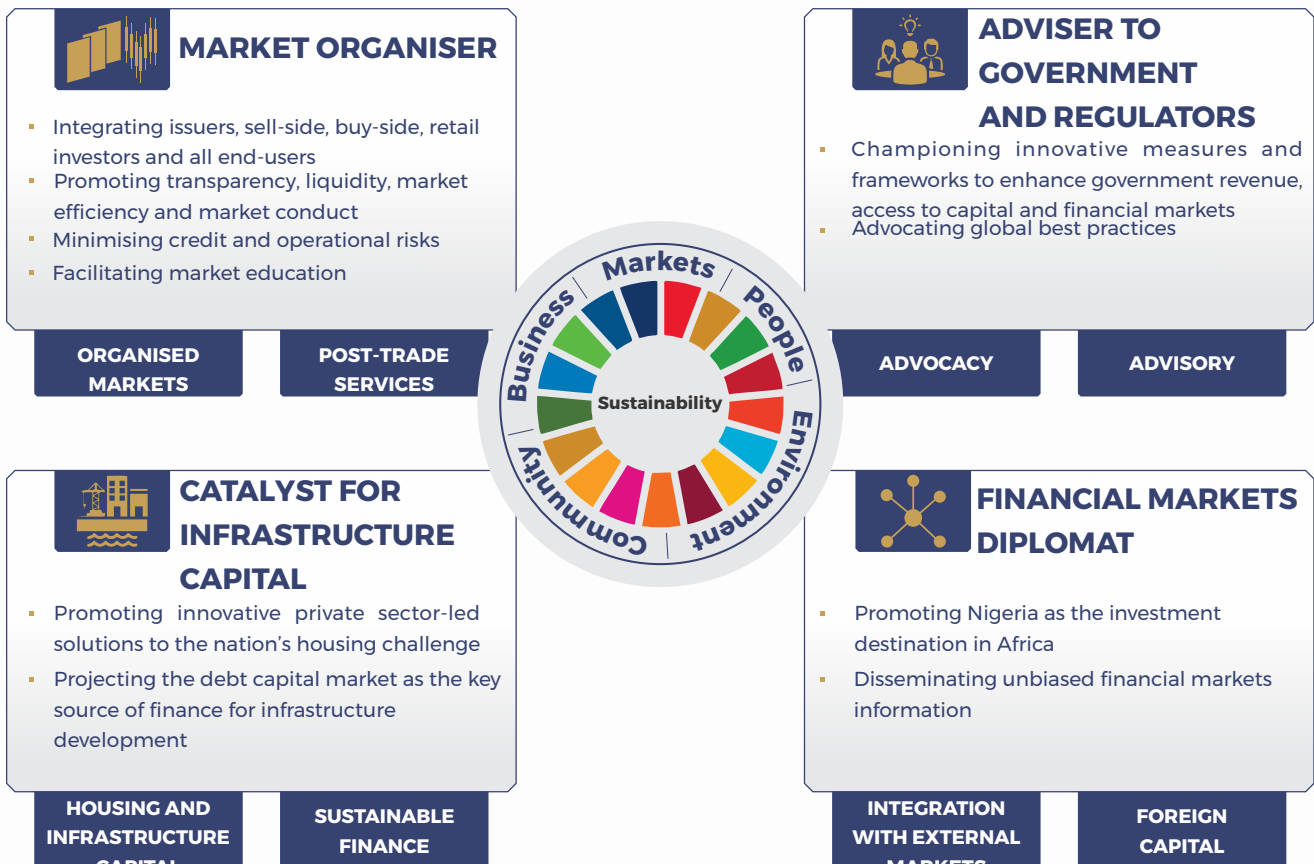 MARKET ORGANISER
Integrating issuers, sell-side, buy-side, retail
investors and all end-users
Promoting transparency, liquidity, market
efficiency and market conduct
Minimising credit and operational risks
Facilitating market education
ORGANISED
MARKETS
POST-TRADE
SERVICES
ADVISER TO
GOVERNMENT
AND REGULATORS
Championing innovative measures and
frameworks to enhance government revenue,
access to capital and financial markets
Advocating global best practices
ADVOCACY
ADVISORY
Markets
People
Environment
Community
Business
Sustainability
CATALYST FOR
INFRASTRUCTURE
CAPITAL
Promoting innovative private sector-led
solutions to the nation’s housing challenge
Projecting the debt capital market as the key
source of finance for infrastructure
development
HOUSING AND
INFRASTRUCTURE
CAPITAL
SUSTAINABLE
FINANCE
FINANCIAL MARKETS
DIPLOMAT
Promoting Nigeria as the investment
destination in Africa
Disseminating unbiased financial markets
information
INTEGRATION
WITH EXTERNAL
MARKETS
FOREIGN
CAPITAL